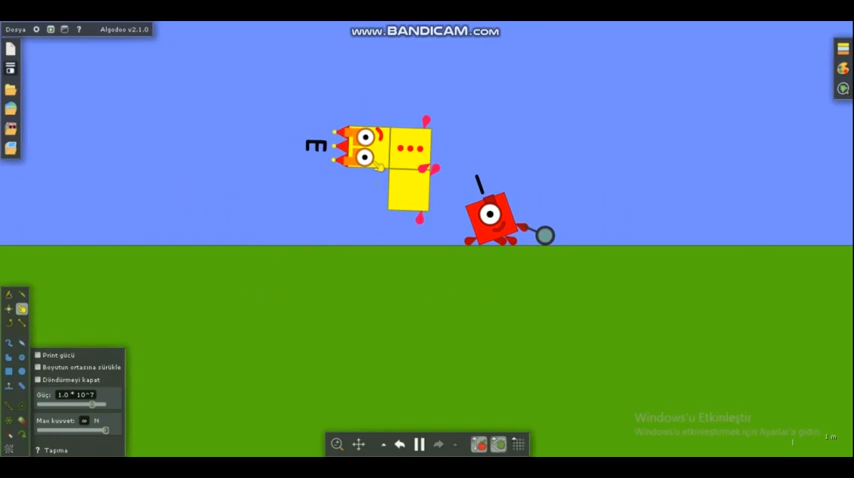 www.BANDICAM.com
Dosya ? Algodoo v2.1.0
E
Print gücü
Boyutun ortasına sürükle
Döndürmeyi kapat
Güç: 1.0 * 10^7
Max kuvvet: ∞ N
? Taşıma
Windows'u Etkinleştir
Windows'u etkinleştirmek için Ayarlar'a gidin.
1 m